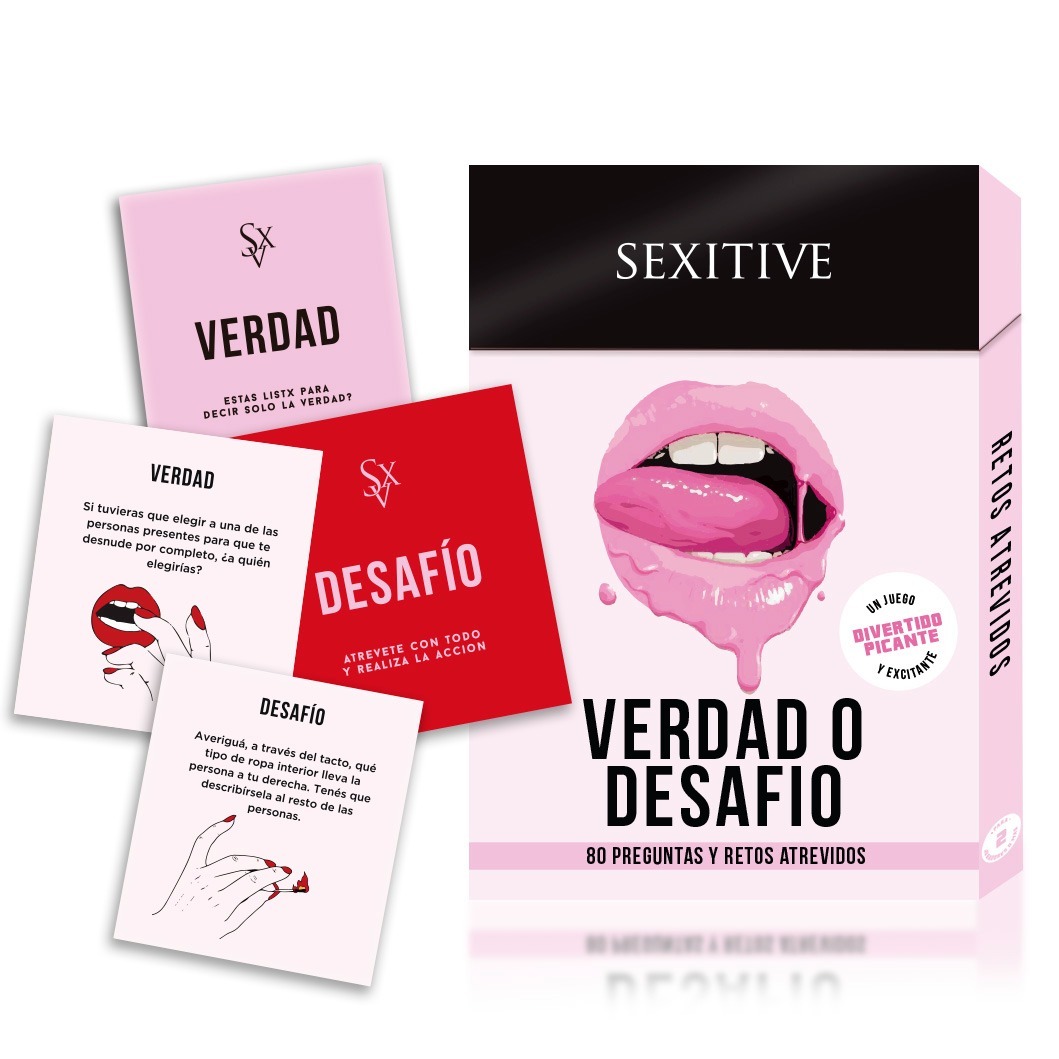 SEXITIVE
UN JUEGO
DIVERTIDO
PICANTE
Y EXCITANTE
VERDAD O
DESAFIO
80 PREGUNTAS Y RETOS ATREVIDOS
RETOS ATREVIDOS
2
SXV
VERDAD
ESTAS LISTX PARA
DECIR SOLO LA VERDAD?
SXV
DESAFÍO
ATREVETE CON TODO
Y REALIZA LA ACCION
VERDAD
Si tuvieras que elegir a una de las
personas presentes para que te
desnude por completo, ¿a quién
elegirías?
DESAFÍO
Averiguá, a través del tacto, qué
tipo de ropa interior lleva la
persona a tu derecha. Tenés que
describírsela al resto de las
personas.